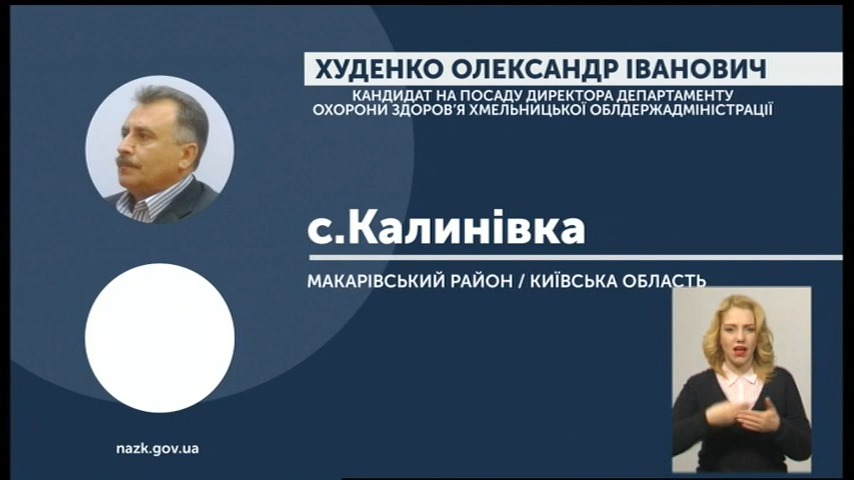 ХУДЕНКО ОЛЕКСАНДР ІВАНОВИЧ
КАНДИДАТ НА ПОСАДУ ДИРЕКТОРА ДЕПАРТАМЕНТУ
ОХОРОНИ ЗДОРОВ'Я ХМЕЛЬНИЦЬКОЇ ОБЛДЕРЖАДМІНІСТРАЦІЇ
с.Калинівка
МАКАРІВСЬКИЙ РАЙОН / КИЇВСЬКА ОБЛАСТЬ
nazk.gov.ua